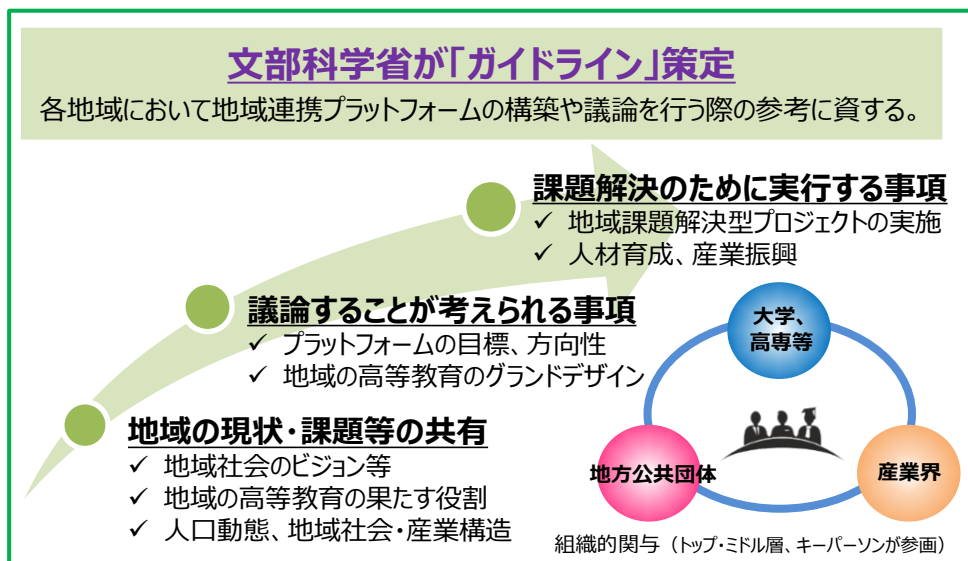 文部科学省が「ガイドライン」策定
各地域において地域連携プラットフォームの構築や議論を行う際の参考に資する。
課題解決のために実行する事項
✓ 地域課題解決型プロジェクトの実施
✓ 人材育成、産業振興
議論することが考えられる事項
✓ プラットフォームの目標、方向性
✓ 地域の高等教育のグランドデザイン
地域の現状・課題等の共有
✓ 地域社会のビジョン等
✓ 地域の高等教育の果たす役割
✓ 人口動態、地域社会・産業構造
大学、
高専等
地方公共団体
産業界
組織的関与（トップ・ミドル層、キーパーソンが参画）